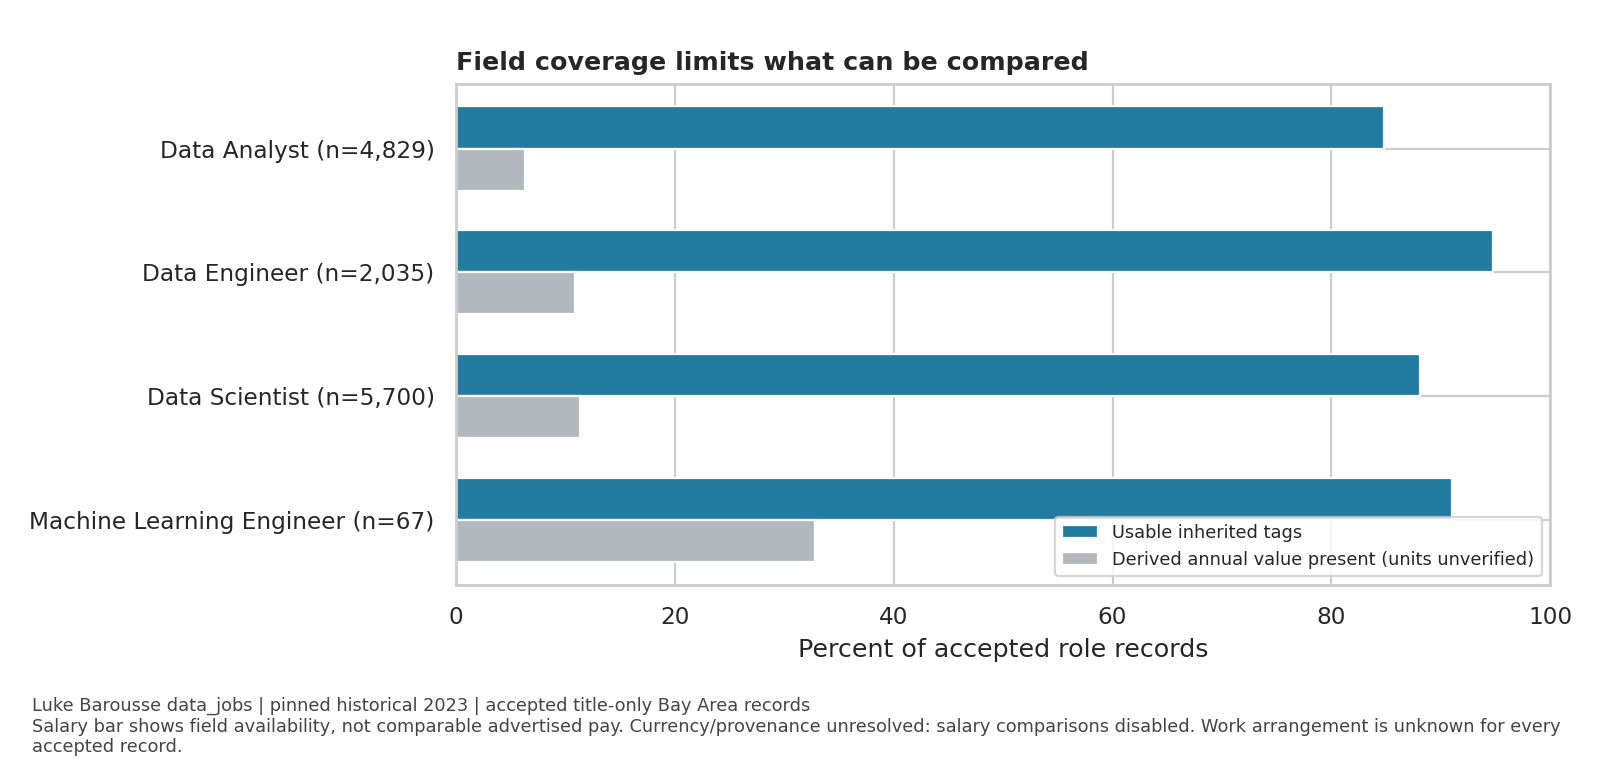 Field coverage limits what can be compared
Data Analyst (n=4,829)
Data Engineer (n=2,035)
Data Scientist (n=5,700)
Machine Learning Engineer (n=67)
Usable inherited tags
Derived annual value present (units unverified)
0 20 40 60 80 100
Percent of accepted role records
Luke Barousse data_jobs | pinned historical 2023 | accepted title-only Bay Area records
Salary bar shows field availability, not comparable advertised pay. Currency/provenance unresolved: salary comparisons disabled. Work arrangement is unknown for every
accepted record.